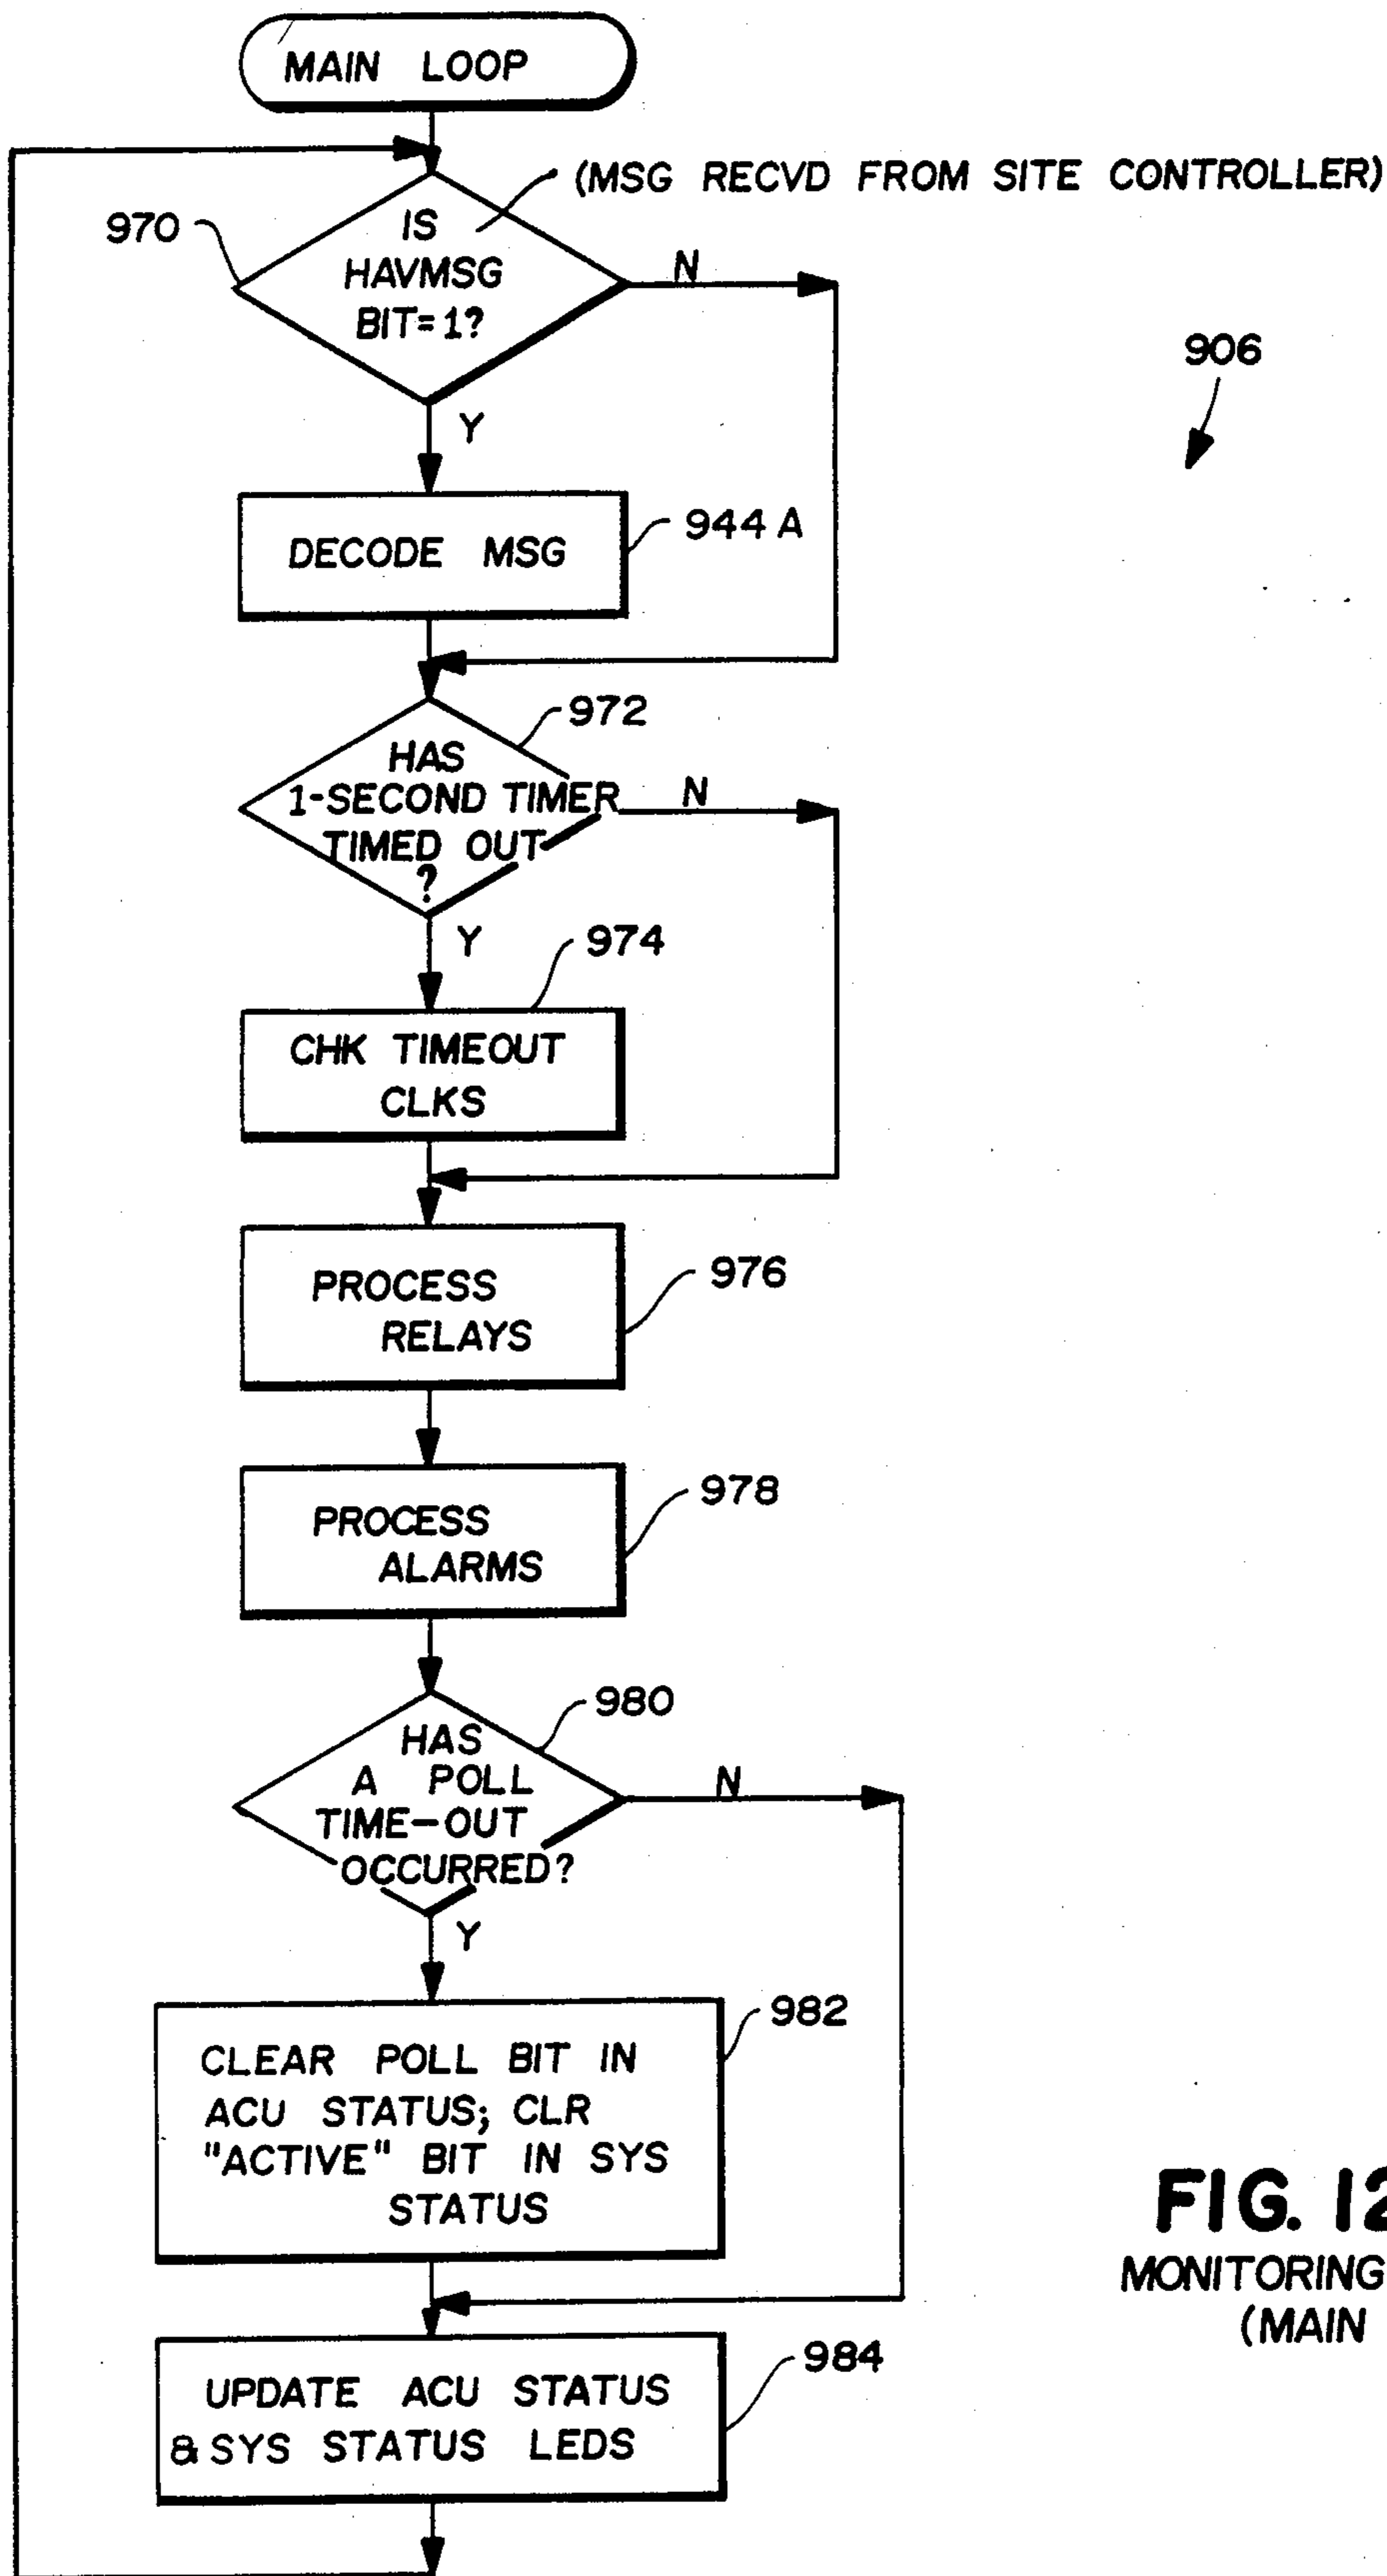 MAIN LOOP
(MSG RECVD FROM SITE CONTROLLER)
970
IS
HAVMSG
BIT=1?
N
906
Y
944 A
DECODE MSG
972
HAS
1-SECOND TIMER
TIMED OUT
?
N
Y
974
CHK TIMEOUT
CLKS
976
PROCESS
RELAYS
978
PROCESS
ALARMS
980
HAS
A POLL
TIME-OUT
OCCURRED?
N
Y
982
CLEAR POLL BIT IN
ACU STATUS; CLR
"ACTIVE" BIT IN SYS
STATUS
984
UPDATE ACU STATUS
& SYS STATUS LEDS
FIG. 12
MONITORING
(MAIN